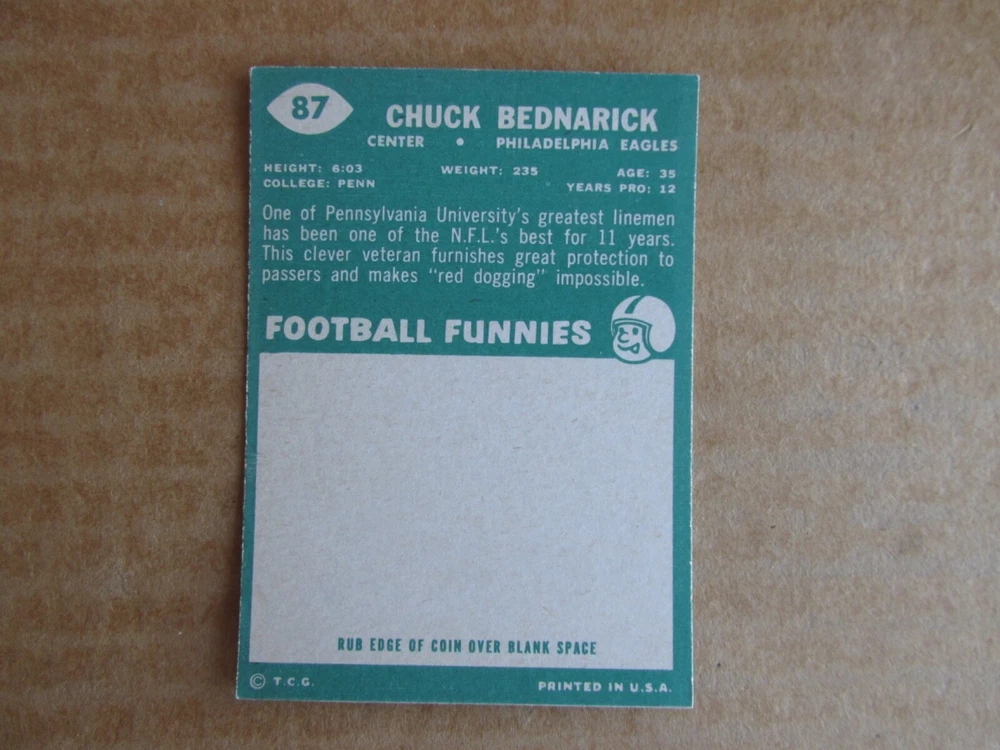 87
CHUCK BEDNARICK
CENTER • PHILADELPHIA EAGLES
HEIGHT: 6:03 WEIGHT: 235 AGE: 35
COLLEGE: PENN YEARS PRO: 12
One of Pennsylvania University's greatest linemen
has been one of the N.F.L.'s best for 11 years.
This clever veteran furnishes great protection to
passers and makes "red dogging" impossible.
FOOTBALL FUNNIES
RUB EDGE OF COIN OVER BLANK SPACE
© T.C.G. PRINTED IN U.S.A.